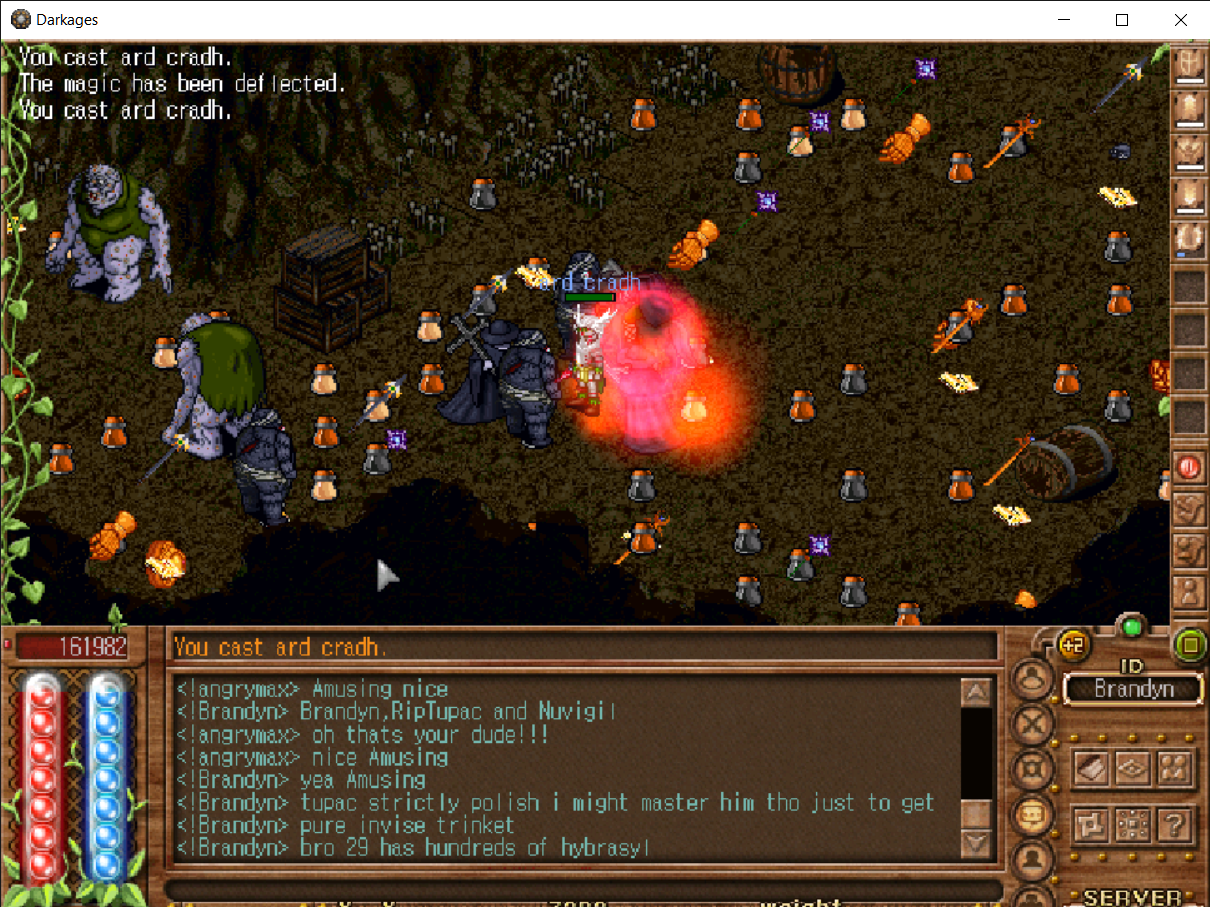 Darkages
You cast ard cradh.
The magic has been deflected.
You cast ard cradh.
ard cradh
161982
You cast ard cradh.
+2
ID
Brandyn
<!angrymax> Amusing nice
<!Brandyn> Brandyn,RipTupac and Nuvigil
<!angrymax> oh thats your dude!!!
<!angrymax> nice Amusing
<!Brandyn> yea Amusing
<!Brandyn> tupac strictly polish i might master him tho just to get
<!Brandyn> pure invise trinket
<!Brandyn> bro 29 has hundreds of hybrasyl
?
weight
SERVER